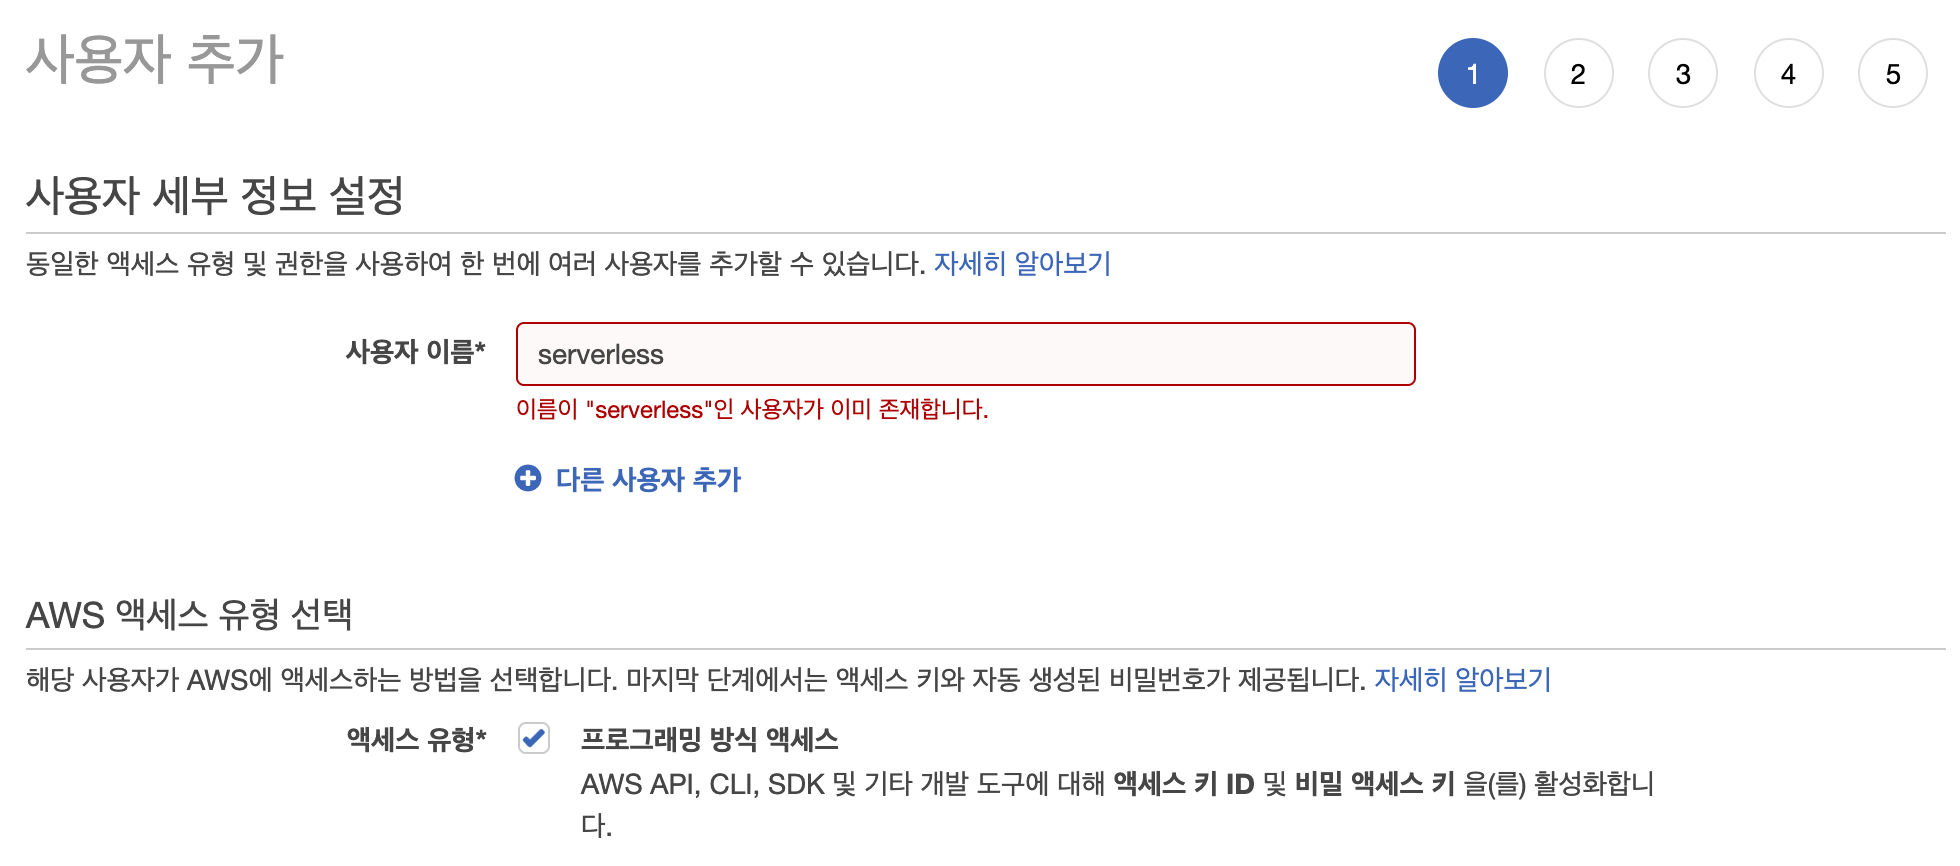 사용자 추가
1 2 3 4 5
사용자 세부 정보 설정
동일한 액세스 유형 및 권한을 사용하여 한 번에 여러 사용자를 추가할 수 있습니다. 자세히 알아보기
사용자 이름* serverless
이름이 "serverless"인 사용자가 이미 존재합니다.
다른 사용자 추가
AWS 액세스 유형 선택
해당 사용자가 AWS에 액세스하는 방법을 선택합니다. 마지막 단계에서는 액세스 키와 자동 생성된 비밀번호가 제공됩니다. 자세히 알아보기
액세스 유형* 프로그래밍 방식 액세스
AWS API, CLI, SDK 및 기타 개발 도구에 대해 액세스 키 ID 및 비밀 액세스 키 을(를) 활성화합니
다.